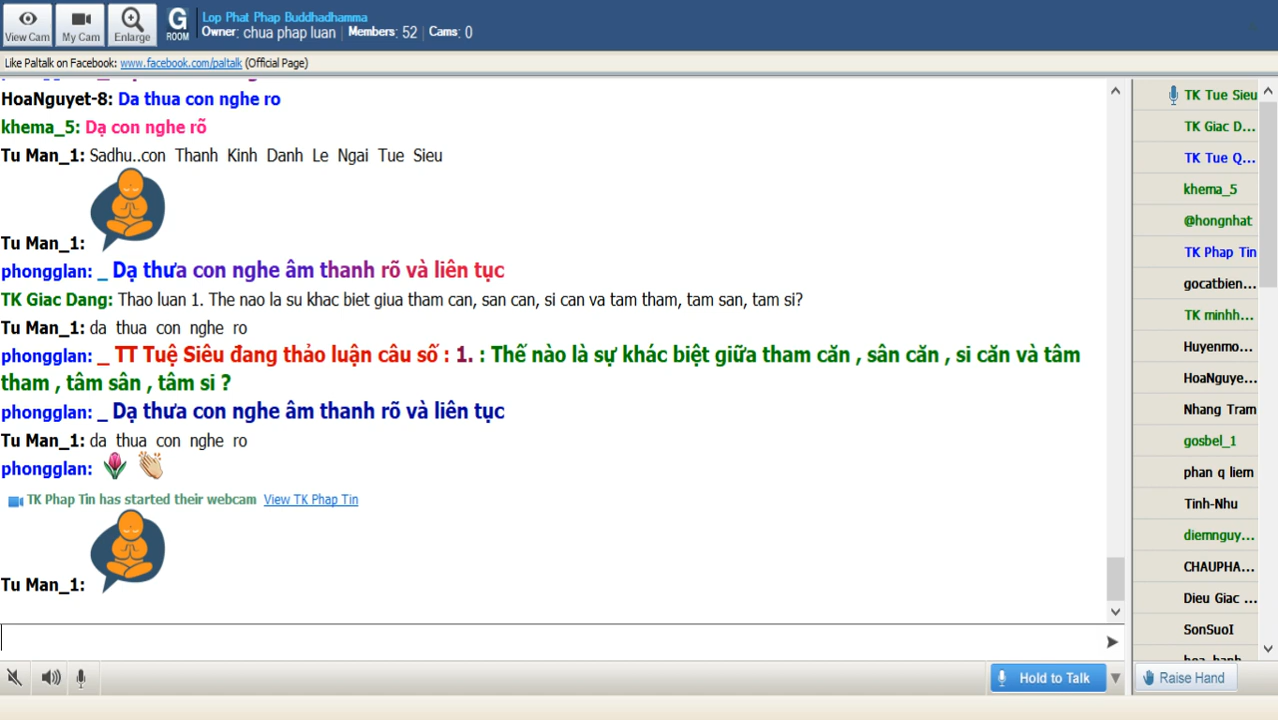 View Cam
My Cam
Enlarge
G
ROOM
Lop Phat Phap Buddhadhamma
Owner: chua phap luan | Members: 52 | Cams: 0
Like Paltalk on Facebook: www.facebook.com/paltalk (Official Page)
HoaNguyet-8: Da thua con nghe ro
khema_5: Dạ con nghe rõ
Tu Man_1: Sadhu..con Thanh Kinh Danh Le Ngai Tue Sieu
Tu Man_1:
phongglan: _ Dạ thưa con nghe âm thanh rõ và liên tục
TK Giac Dang: Thao luan 1. The nao la su khac biet giua tham can, san can, si can va tam tham, tam san, tam si?
Tu Man_1: da thua con nghe ro
phongglan: _ TT Tuệ Siêu đang thảo luận câu số : 1. : Thế nào là sự khác biệt giữa tham căn , sân căn , si căn và tâm
tham , tâm sân , tâm si ?
phongglan: _ Dạ thưa con nghe âm thanh rõ và liên tục
Tu Man_1: da thua con nghe ro
phongglan:
TK Phap Tin has started their webcam View TK Phap Tin
Tu Man_1:
Hold to Talk
TK Tue Sieu
TK Giac D...
TK Tue Q...
khema_5
@hongnhat
TK Phap Tin
gocatbien...
TK minhh...
Huyenmo...
HoaNguye...
Nhang Tram
gosbel_1
phan q liem
Tinh-Nhu
diemnguy...
CHAUPHA...
Dieu Giac ...
SonSuoI
Raise Hand